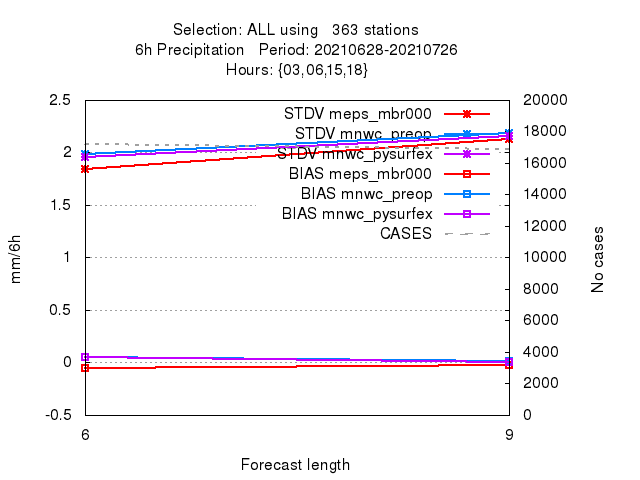 Selection: ALL using 363 stations
6h Precipitation Period: 20210628-20210726
Hours: {03,06,15,18}
2.5
2
1.5
1
0.5
0
-0.5
mm/6h
STDV meps_mbr000
STDV mnwc_preop
STDV mnwc_pysurfex
BIAS meps_mbr000
BIAS mnwc_preop
BIAS mnwc_pysurfex
CASES
20000
18000
16000
14000
12000
10000
8000
6000
4000
2000
0
No cases
6
9
Forecast length